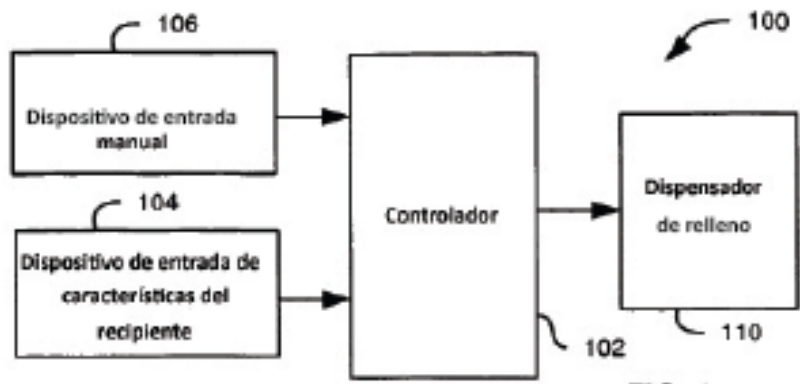 106
100
Dispositivo de entrada
manual
104
Dispositivo de entrada de
características del
recipiente
Controlador
Dispensador
de relleno
102
110